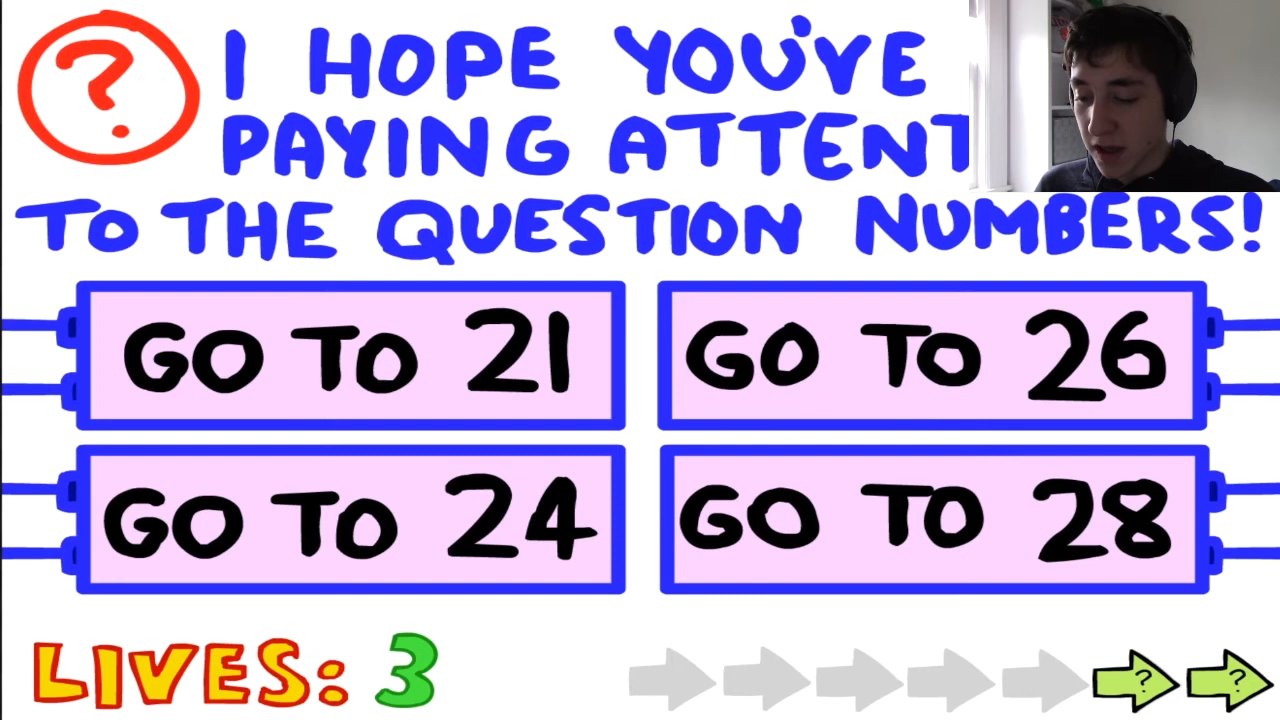 ?
I HOPE YOU'VE
PAYING ATTENT
TO THE QUESTION NUMBERS!
GO TO 21
GO TO 26
GO TO 24
GO TO 28
LIVES: 3
? ?